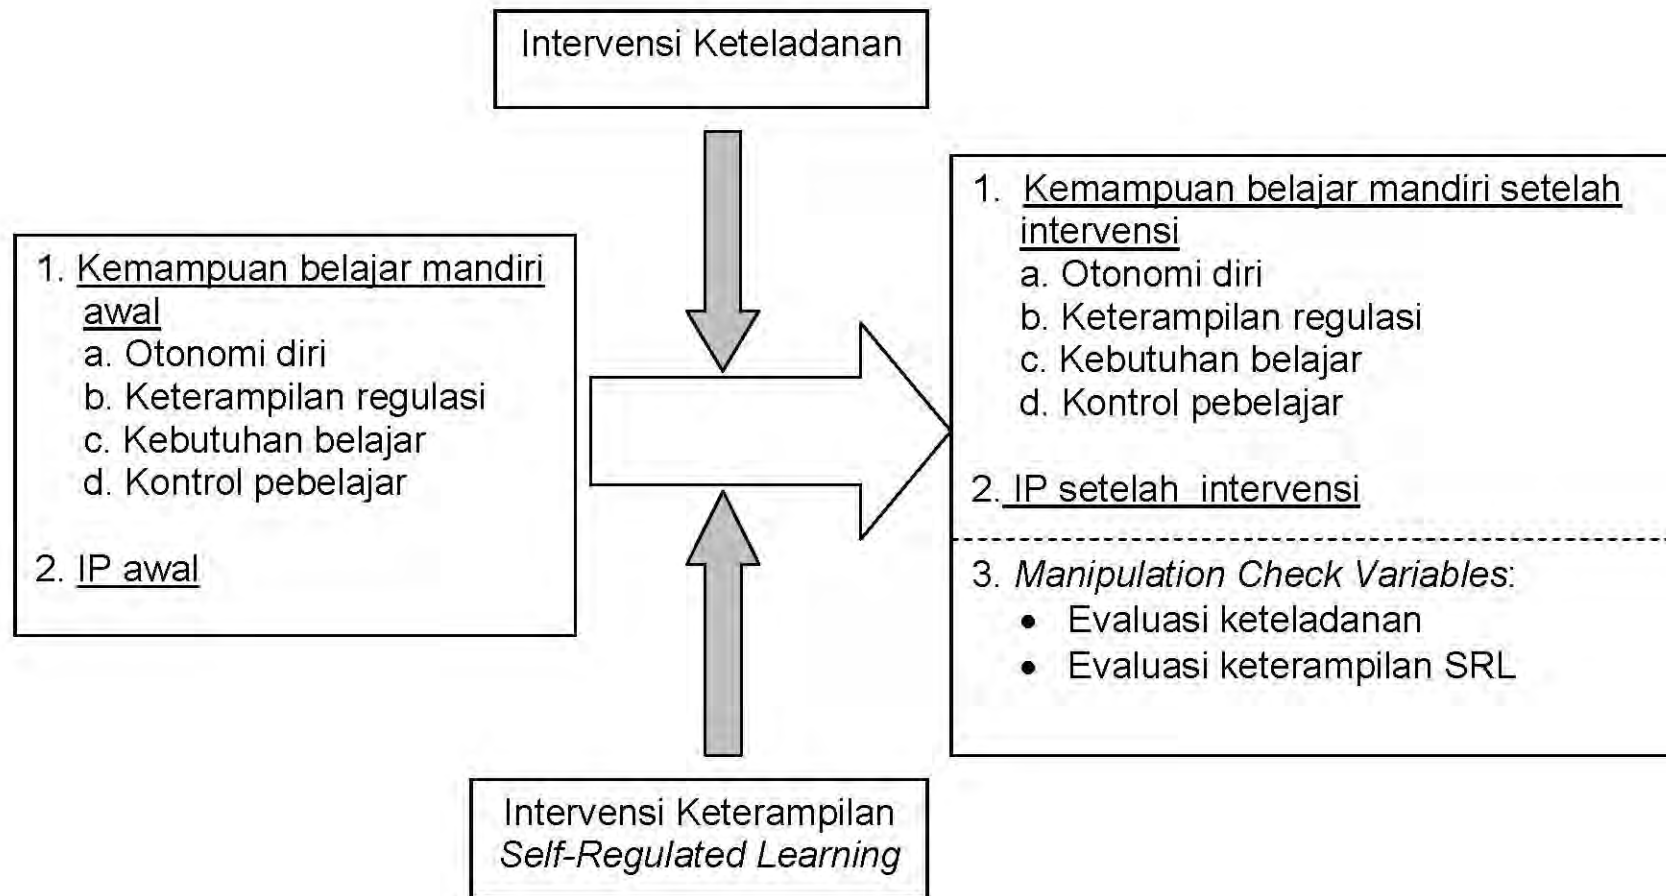 Intervensi Keteladanan
1. Kemampuan belajar mandiri
awal
a. Otonomi diri
b. Keterampilan regulasi
c. Kebutuhan belajar
d. Kontrol pebelajar
2. IP awal
1. Kemampuan belajar mandiri setelah
intervensi
a. Otonomi diri
b. Keterampilan regulasi
c. Kebutuhan belajar
d. Kontrol pebelajar
2. IP setelah intervensi
3. Manipulation Check Variables:
• Evaluasi keteladanan
• Evaluasi keterampilan SRL
Intervensi Keterampilan
Self-Regulated Learning